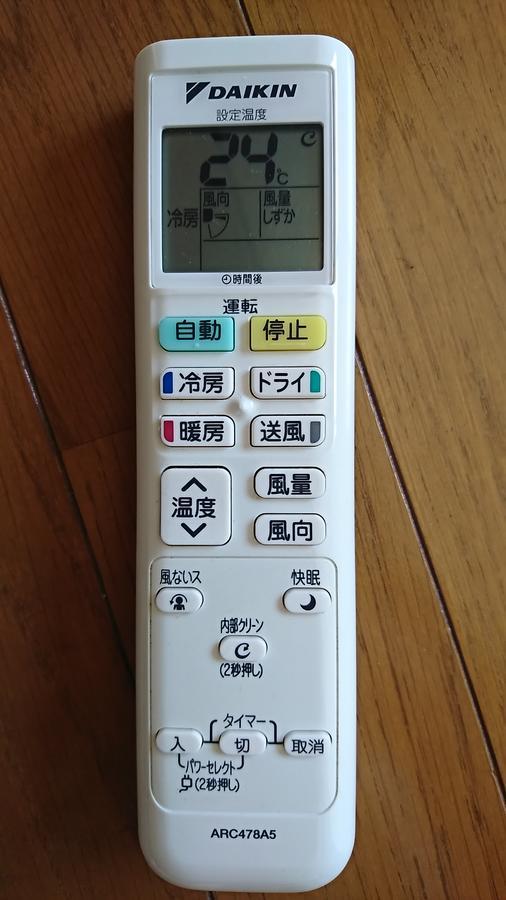 DAIKIN
設定温度
24℃
冷房 風向 風量 しずか
時間後
運転
自動 停止
冷房 ドライ
暖房 送風
温度 風量
風向
風ないス 快眠
内部クリーン
(2秒押し)
タイマー
入 切 取消
パワーセレクト
(2秒押し)
ARC478A5